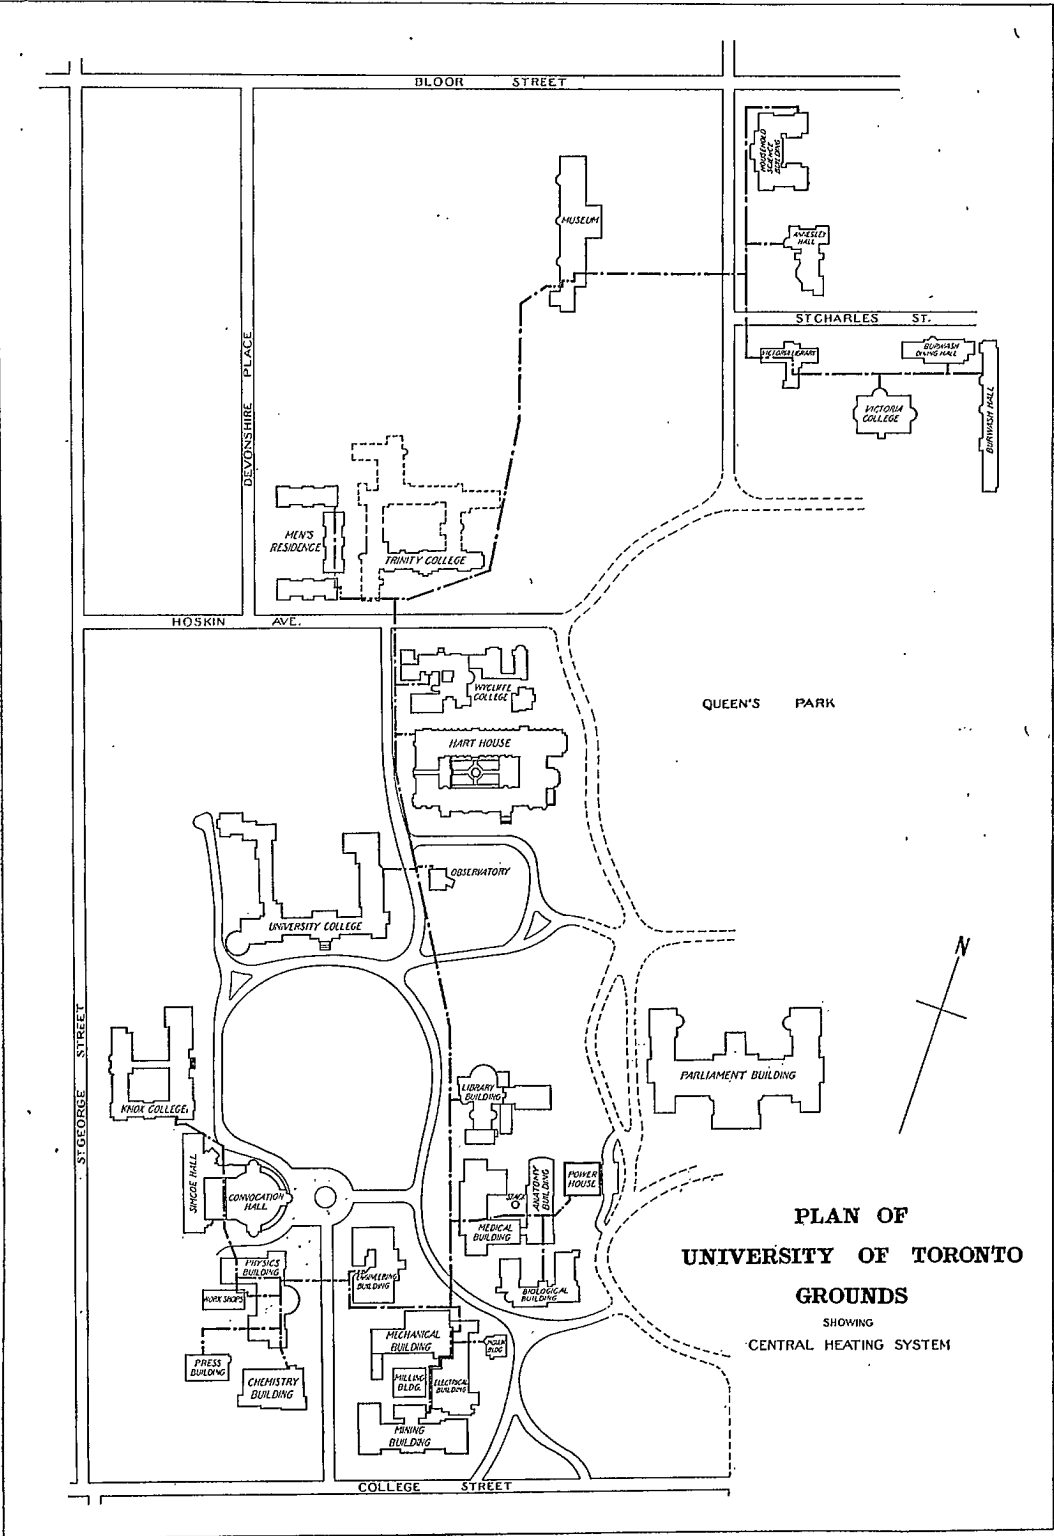 BLOOR STREET
HOUSEHOLD
SCIENCE
BUILDING
MUSEUM
ANNESLEY
HALL
ST CHARLES ST.
VICTORIA LIBRARY
BURWASH
DINING HALL
BURWASH HALL
VICTORIA
COLLEGE
DEVONSHIRE PLACE
MEN'S
RESIDENCE
TRINITY COLLEGE
HOSKIN AVE.
WYCLIFFE
COLLEGE
QUEEN'S PARK
HART HOUSE
OBSERVATORY
UNIVERSITY COLLEGE
N
ST GEORGE STREET
KNOX COLLEGE
LIBRARY
BUILDING
PARLIAMENT BUILDING
SIMCOE HALL
CONVOCATION
HALL
STACK
ANATOMY
BUILDING
POWER
HOUSE
MEDICAL
BUILDING
PHYSICS
BUILDING
ENGINEERING
BUILDING
BIOLOGICAL
BUILDING
WORK SHOPS
MECHANICAL
BUILDING
BLDG
PRESS
BUILDING
CHEMISTRY
BUILDING
MILLING
BLDG.
ELECTRICAL
BUILDING
MINING
BUILDING
COLLEGE STREET
PLAN OF
UNIVERSITY OF TORONTO
GROUNDS
SHOWING
CENTRAL HEATING SYSTEM